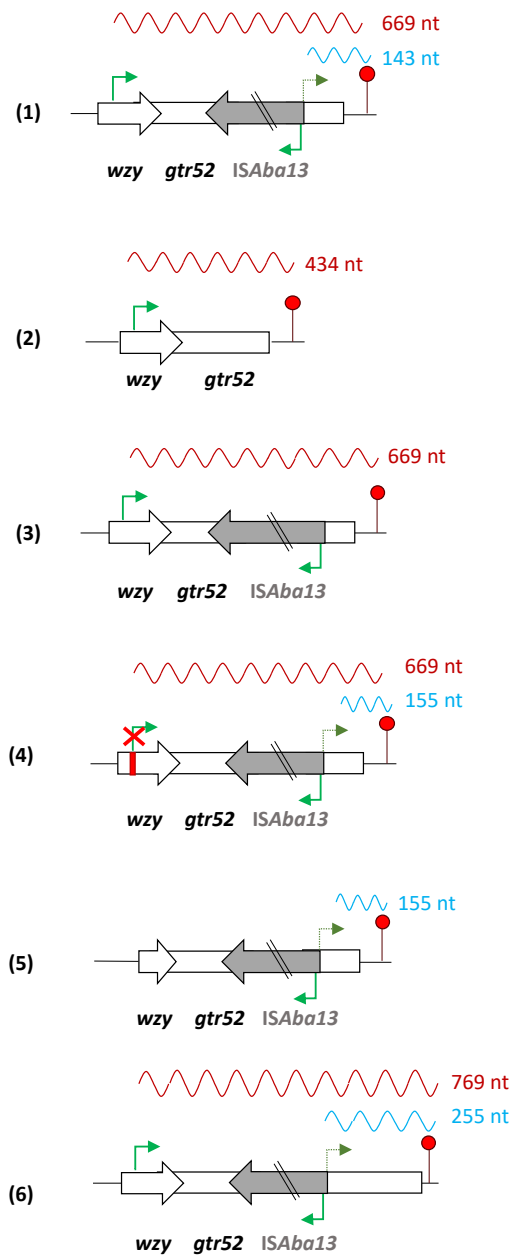 669 nt
143 nt
(1)
wzy gtr52 ISAba13
434 nt
(2)
wzy gtr52
669 nt
(3)
wzy gtr52 ISAba13
669 nt
155 nt
(4)
wzy gtr52 ISAba13
155 nt
(5)
wzy gtr52 ISAba13
769 nt
255 nt
(6)
wzy gtr52 ISAba13